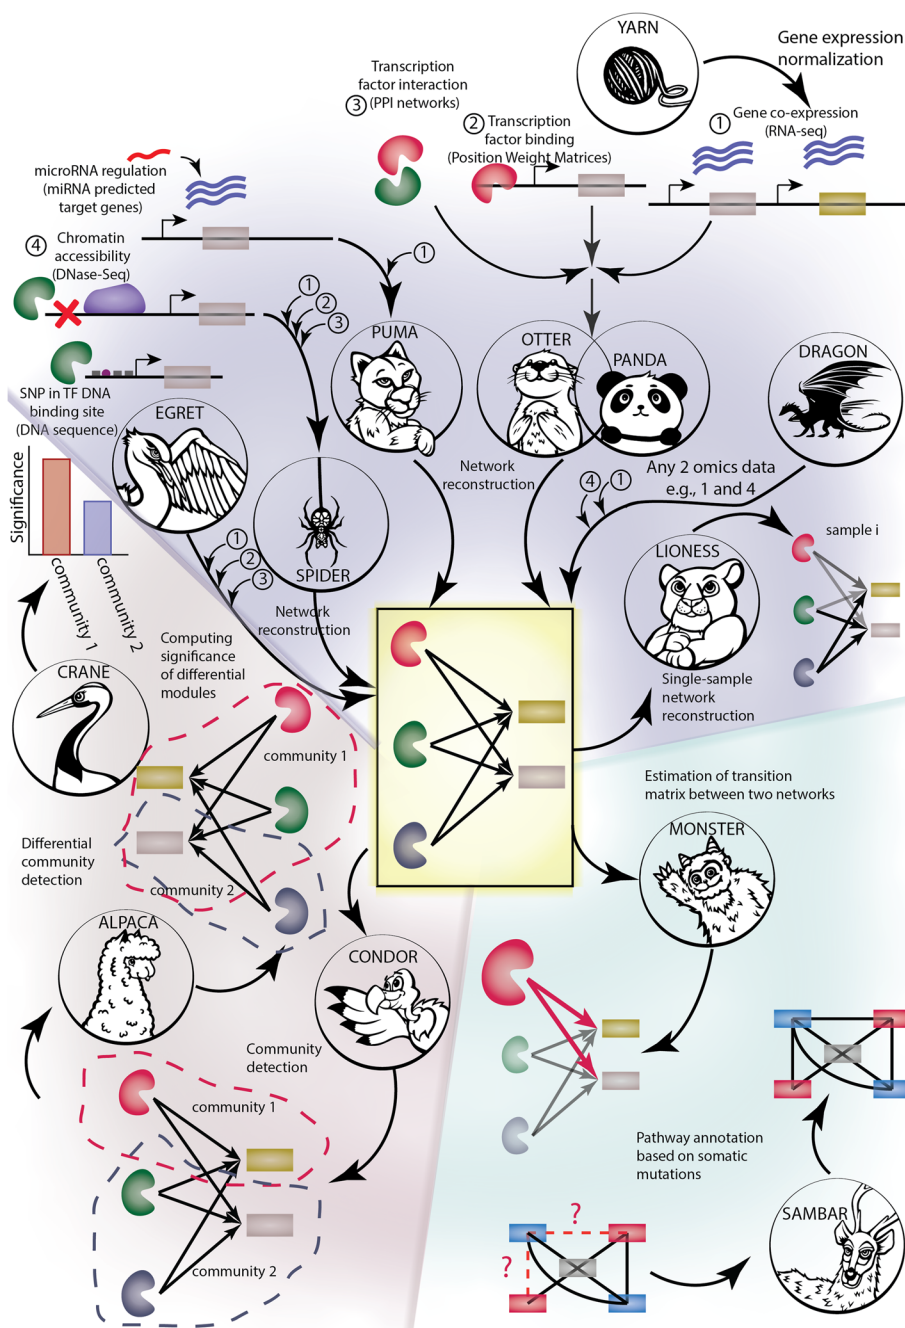 YARN
Gene expression
normalization
Transcription
factor interaction
③ (PPI networks)
② Transcription
factor binding
(Position Weight Matrices)
① Gene co-expression
(RNA-seq)
microRNA regulation
(miRNA predicted
target genes)
④ Chromatin
accessibility
(DNase-Seq)
①
①
②
③
SNP in TF DNA
binding site
(DNA sequence)
PUMA
OTTER
PANDA
DRAGON
EGRET
SPIDER
Network
reconstruction
Any 2 omics data
e.g., 1 and 4
④ ①
LIONESS
sample i
Significance
community 1
community 2
①
②
③
Network
reconstruction
Computing
significance
of differential
modules
CRANE
community 1
community 2
Single-sample
network
reconstruction
Estimation of transition
matrix between two networks
MONSTER
Differential
community
detection
ALPACA
CONDOR
Community
detection
community 1
community 2
Pathway annotation
based on somatic
mutations
SAMBAR
?
?